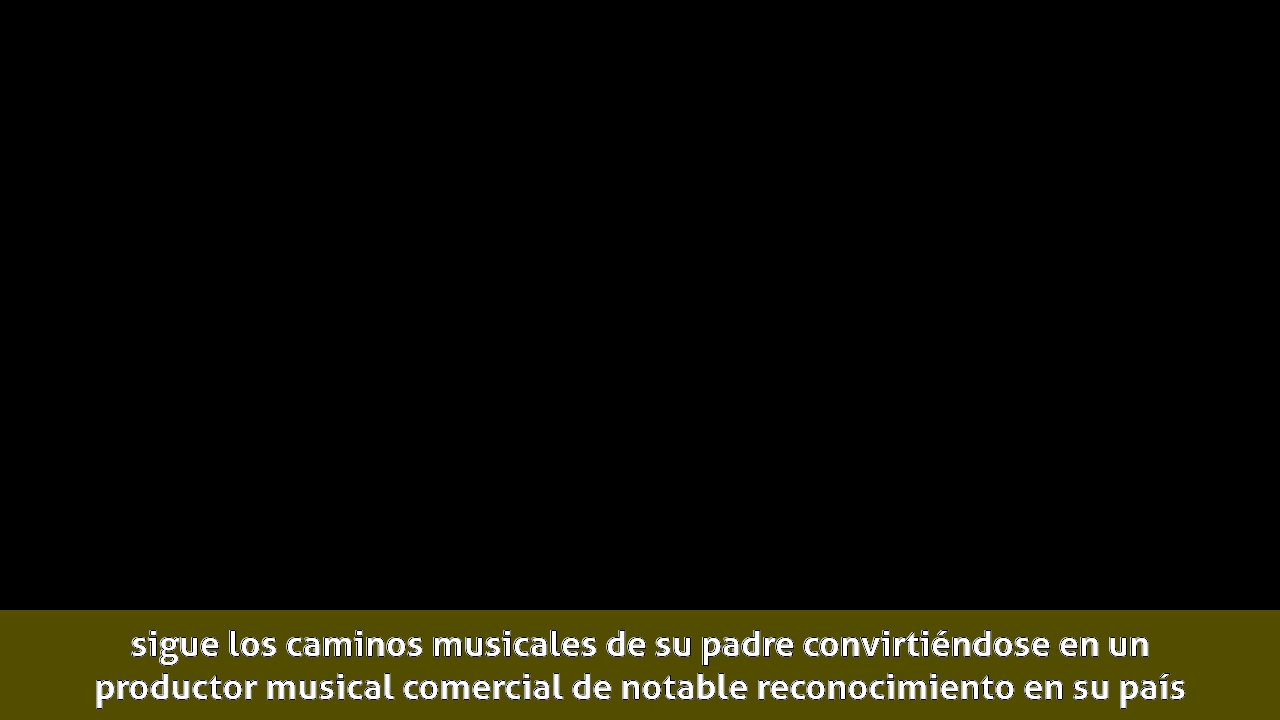 sigue los caminos musicales de su padre convirtiéndose en un
productor musical comercial de notable reconocimiento en su país